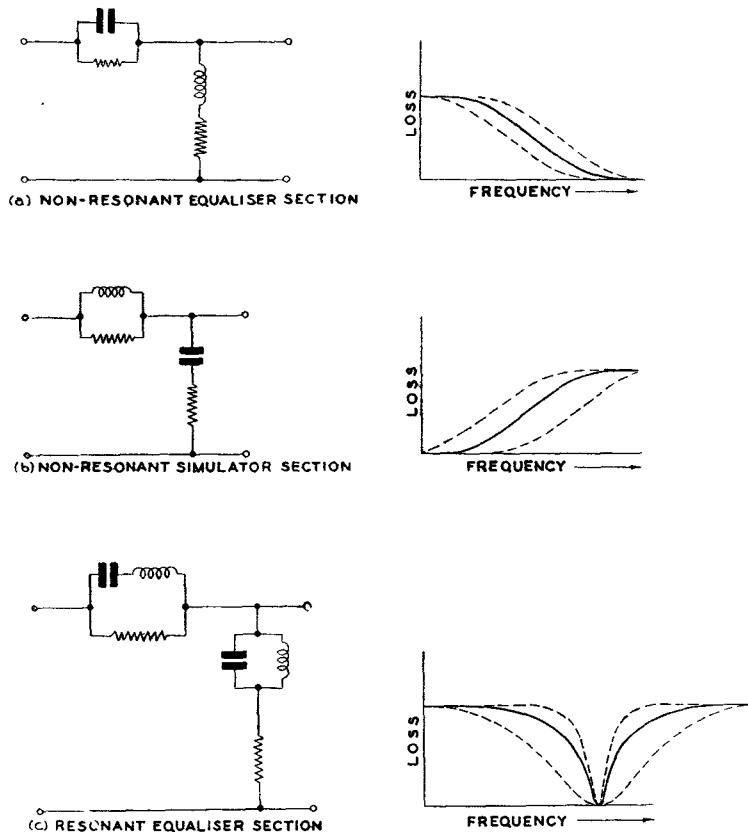 LOSS
FREQUENCY
(a) NON-RESONANT EQUALISER SECTION
LOSS
FREQUENCY
(b) NON-RESONANT SIMULATOR SECTION
LOSS
FREQUENCY
(c) RESONANT EQUALISER SECTION